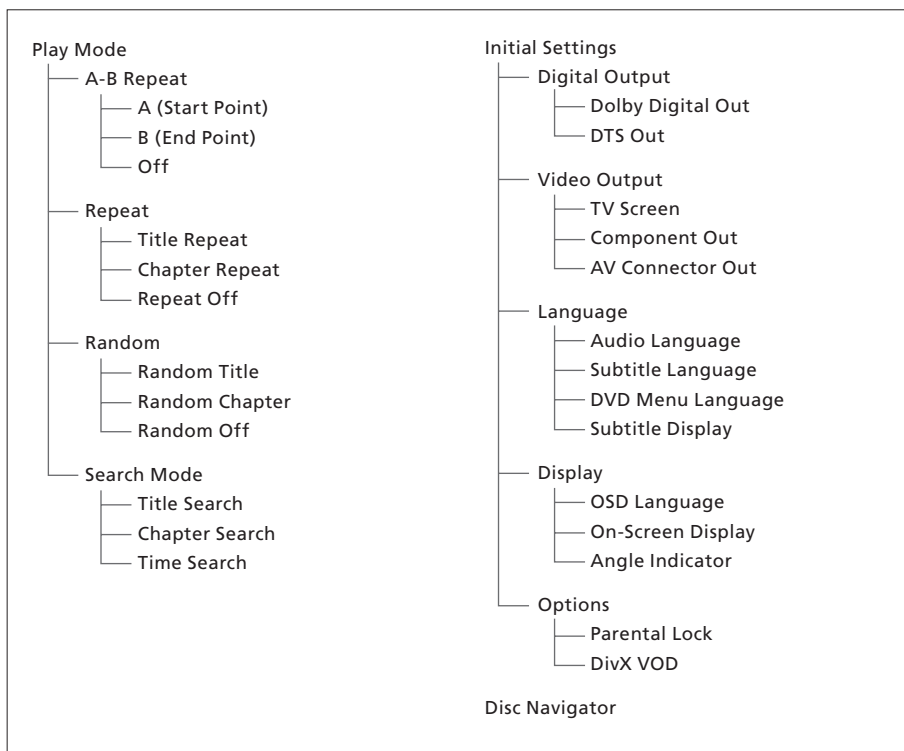 Play Mode
A-B Repeat
A (Start Point)
B (End Point)
Off
Repeat
Title Repeat
Chapter Repeat
Repeat Off
Random
Random Title
Random Chapter
Random Off
Search Mode
Title Search
Chapter Search
Time Search
Initial Settings
Digital Output
Dolby Digital Out
DTS Out
Video Output
TV Screen
Component Out
AV Connector Out
Language
Audio Language
Subtitle Language
DVD Menu Language
Subtitle Display
Display
OSD Language
On-Screen Display
Angle Indicator
Options
Parental Lock
DivX VOD
Disc Navigator